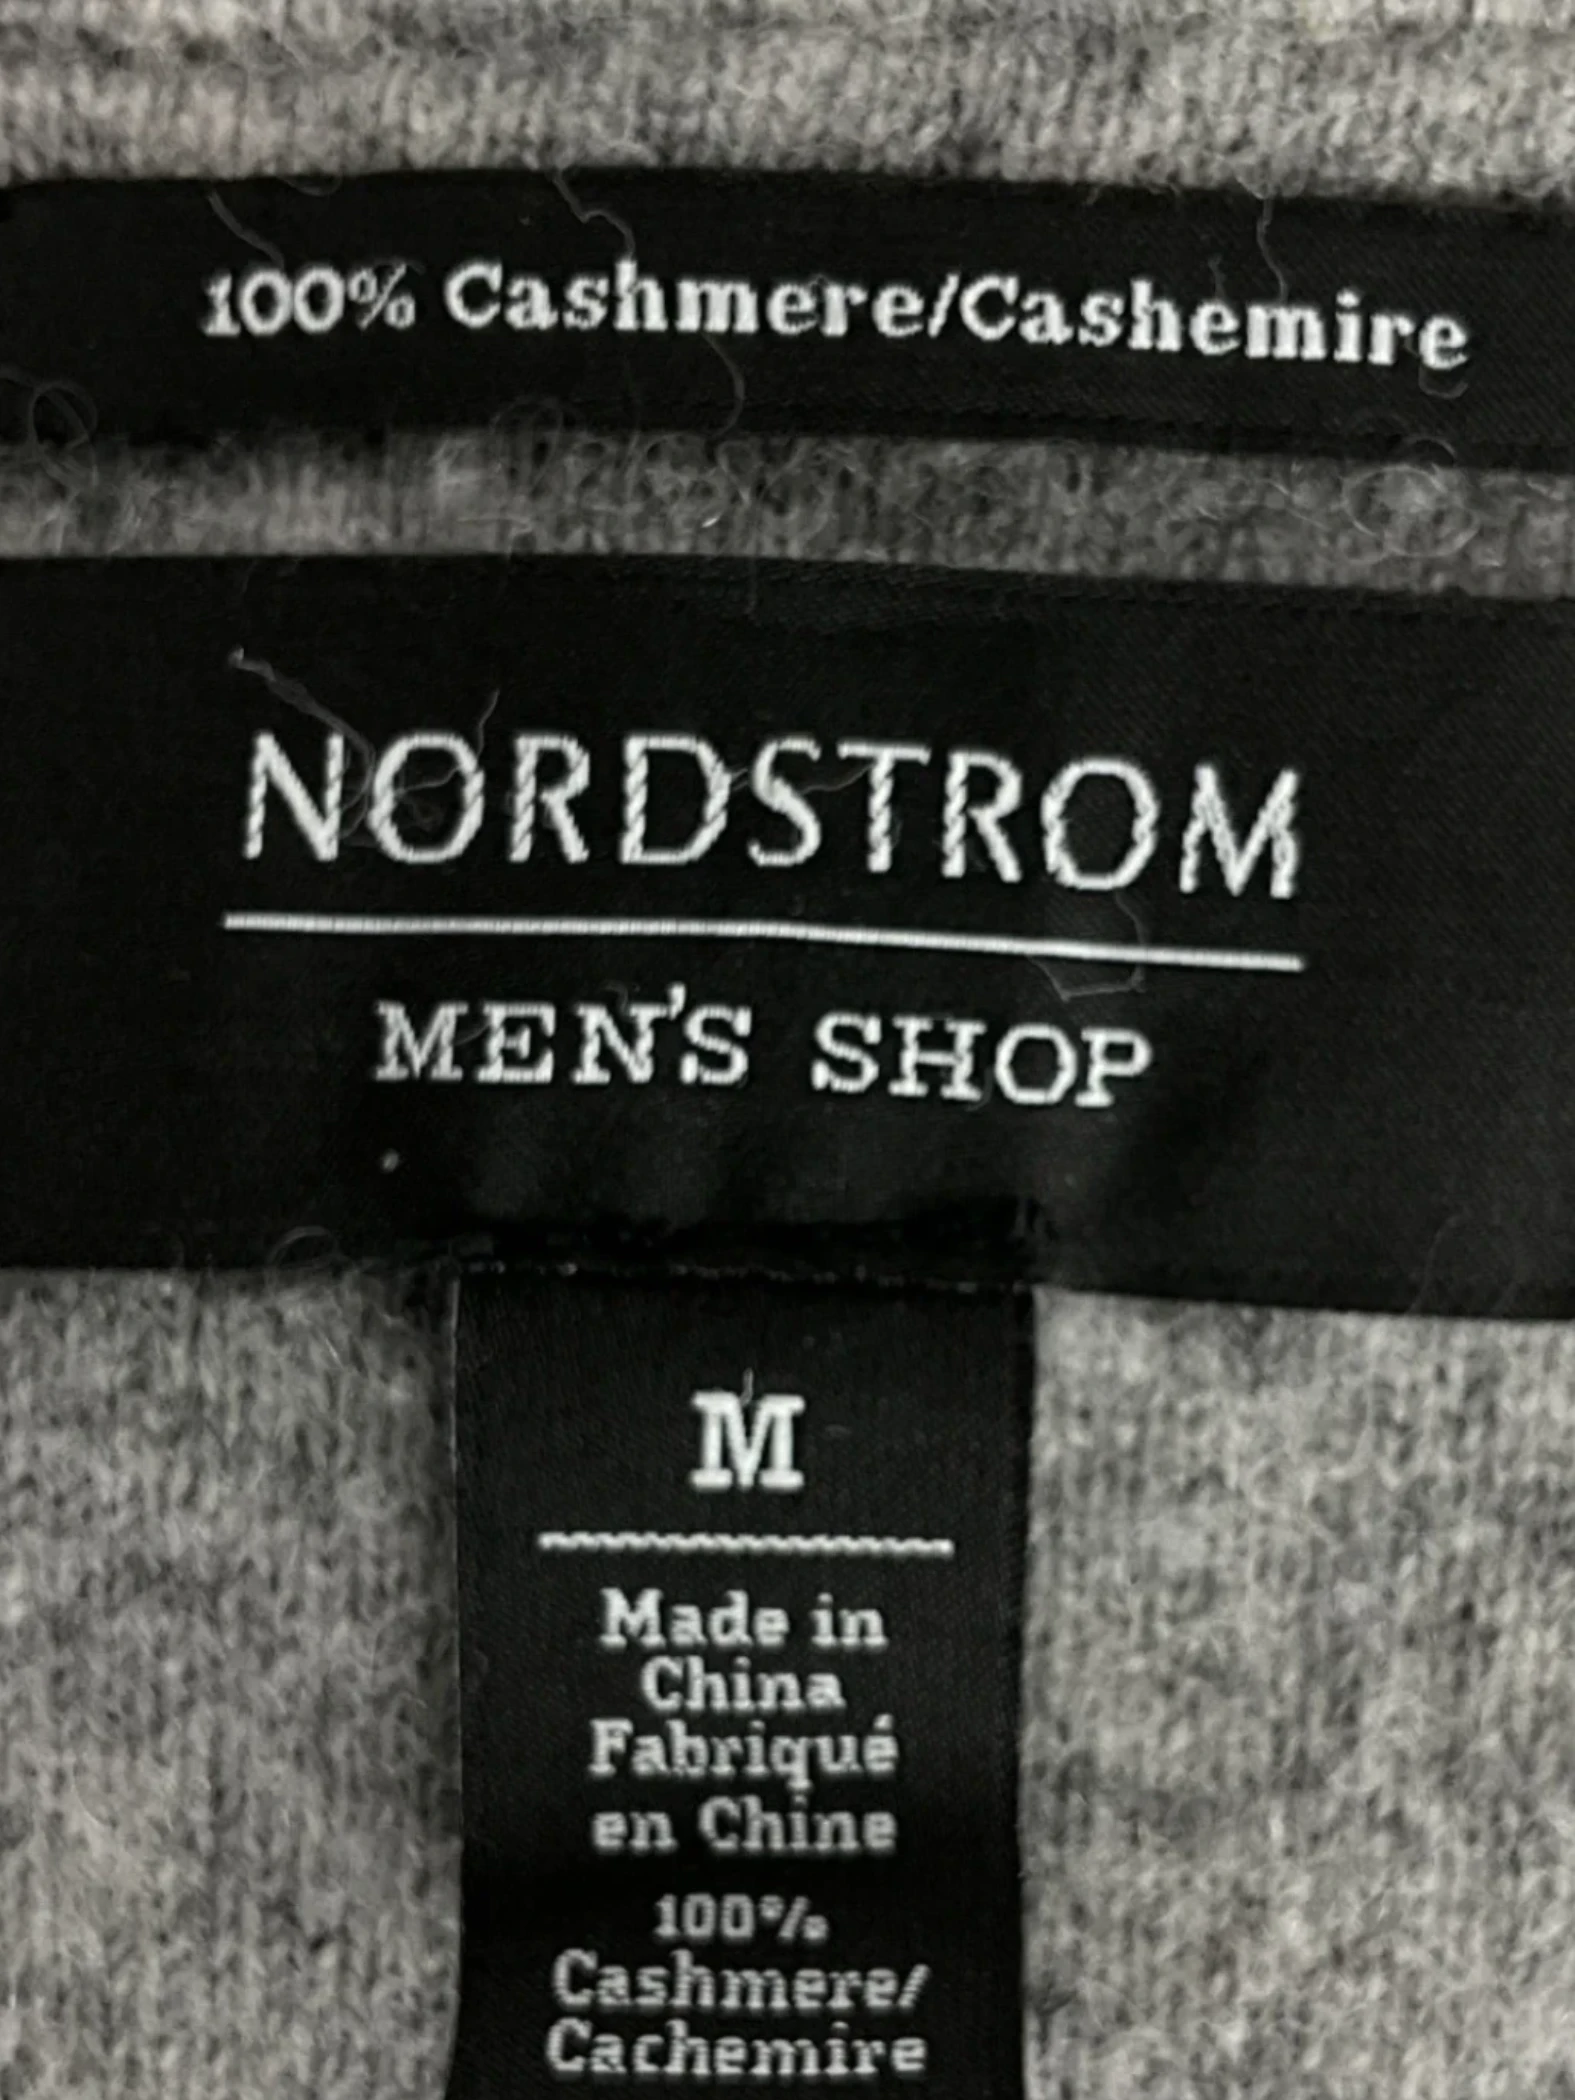 100% Cashmere/Cashemire
NORDSTROM
MEN'S SHOP
M
Made in
China
Fabriqué
en Chine
100%
Cashmere/
Cachemire